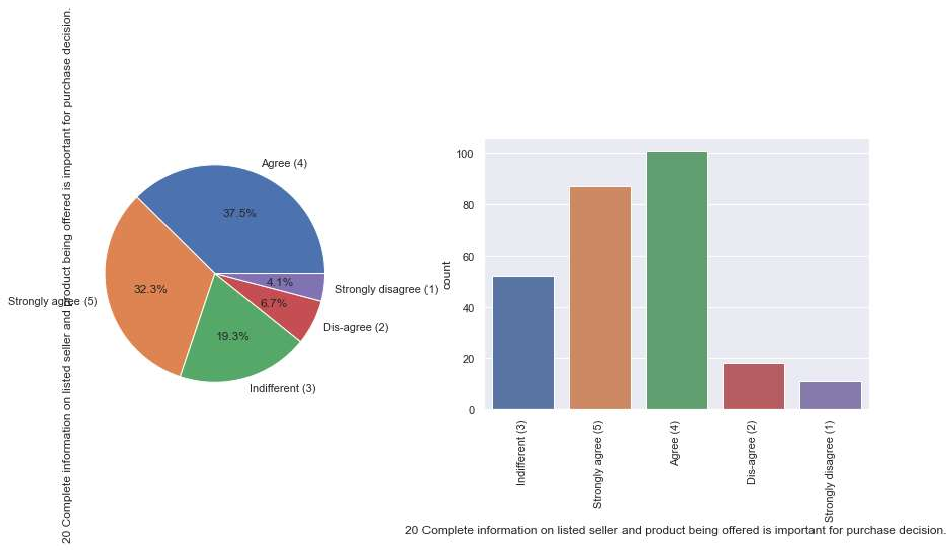 20 Complete information on listed seller and product being offered is important for purchase decision.
Agree (4)
37.5%
Strongly agree (5)
32.3%
4.1%
Strongly disagree (1)
6.7%
Dis-agree (2)
19.3%
Indifferent (3)
count
100
80
60
40
20
0
Indifferent (3)
Strongly agree (5)
Agree (4)
Dis-agree (2)
Strongly disagree (1)
20 Complete information on listed seller and product being offered is important for purchase decision.